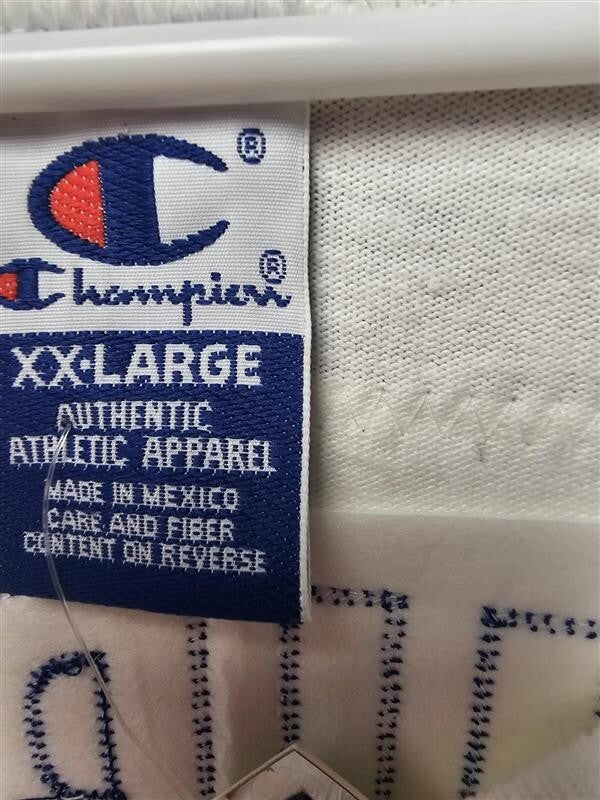 ®
Champion®
XX-LARGE
AUTHENTIC
ATHLETIC APPAREL
MADE IN MEXICO
CARE AND FIBER
CONTENT ON REVERSE